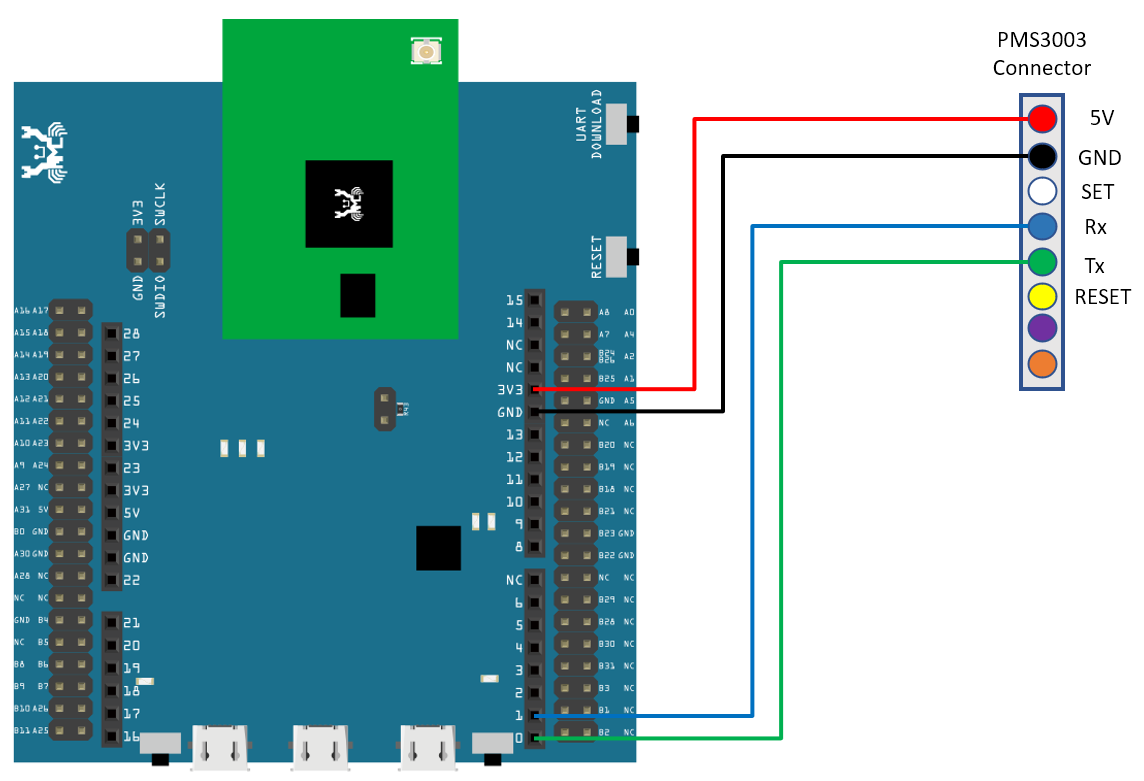 PMS3003
Connector
5V
GND
SET
Rx
Tx
RESET
UART
DOWNLOAD
RESET
3V3
SWCLK
GND
SWDIO
A16 A17
A15 A18
A14 A19
A13 A20
A12 A21
A11 A22
A10 A23
A9 A24
A27 NC
A31 5V
B0 GND
A30 GND
A28 NC
NC NC
GND B4
NC B5
B8 B6
B9 B7
B10 A26
B11 A25
28
27
26
25
24
3V3
23
3V3
5V
GND
GND
22
21
20
19
18
17
16
15
14
NC
NC
3V3
GND
13
12
11
10
9
8
NC
6
5
4
3
2
1
0
A8 A0
A7 A4
B24
B26 A2
B25 A1
GND A5
NC A6
B20 NC
B19 NC
B18 NC
B21 NC
B23 GND
B22 GND
NC NC
B29 NC
B28 NC
B30 NC
B31 NC
B3 NC
B1 NC
B2 NC